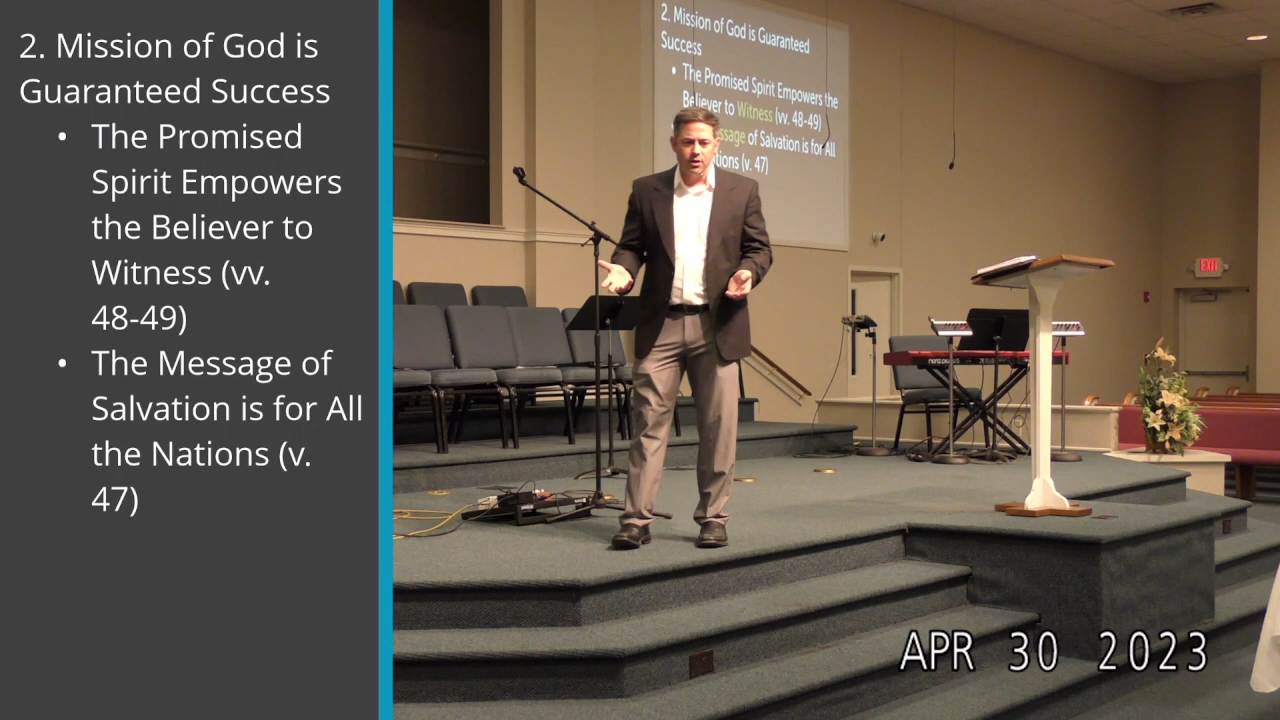 2. Mission of God is
Guaranteed Success
• The Promised
Spirit Empowers
the Believer to
Witness (vv.
48-49)
• The Message of
Salvation is for All
the Nations (v.
47)
2. Mission of God is Guaranteed
Success
• The Promised Spirit Empowers the
Believer to Witness (vv. 48-49)
of Salvation is for All
(v. 47)
EXIT
APR 30 2023